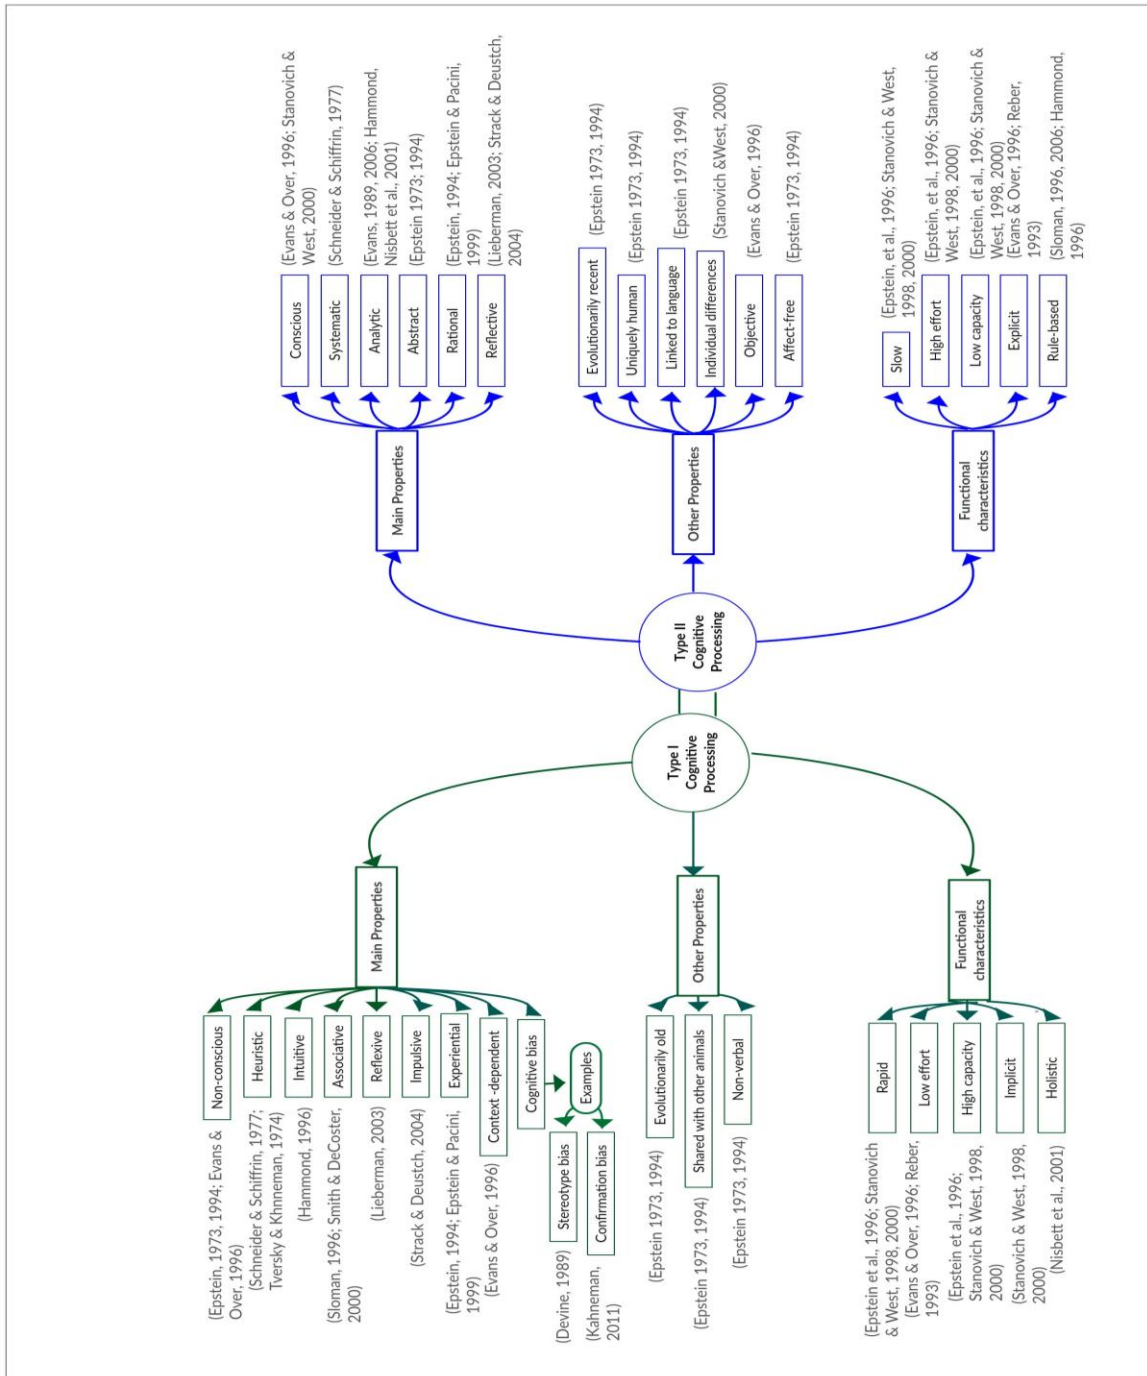 Type I
Cognitive
Processing
Main Properties
Non-conscious
(Epstein, 1973, 1994; Evans &
Over, 1996)
Heuristic
(Schneider & Schiffrin, 1977;
Tversky & Khnneman, 1974)
Intuitive
(Hammond, 1996)
Associative
(Sloman, 1996; Smith & DeCoster,
2000)
Reflexive
(Lieberman, 2003)
Impulsive
(Strack & Deustch, 2004)
Experiential
(Epstein, 1994; Epstein & Pacini,
1999)
Context -dependent
(Evans & Over, 1996)
Cognitive bias
Examples
Stereotype bias
(Devine, 1989)
Confirmation bias
(Kahneman,
2011)
Other Properties
Evolutionarily old
(Epstein 1973, 1994)
Shared with other animals
(Epstein 1973, 1994)
Non-verbal
(Epstein 1973, 1994)
Functional
characteristics
Rapid
(Epstein et al., 1996; Stanovich
& West, 1998, 2000)
Low effort
(Evans & Over, 1996; Reber,
1993)
High capacity
(Epstein et al., 1996;
Stanovich & West, 1998,
2000)
Implicit
(Stanovich & West, 1998,
2000)
Holistic
(Nisbett et al., 2001)
Type II
Cognitive
Processing
Main Properties
Conscious
(Evans & Over, 1996; Stanovich &
West, 2000)
Systematic
(Schneider & Schiffrin, 1977)
Analytic
(Evans, 1989, 2006; Hammond,
Nisbett et al., 2001)
Abstract
(Epstein 1973; 1994)
Rational
(Epstein, 1994; Epstein & Pacini,
1999)
Reflective
(Lieberman, 2003; Strack & Deustch,
2004)
Other Properties
Evolutionarily recent
(Epstein 1973, 1994)
Uniquely human
(Epstein 1973, 1994)
Linked to language
(Epstein 1973, 1994)
Individual differences
(Stanovich &West, 2000)
Objective
(Evans & Over, 1996)
Affect-free
(Epstein 1973, 1994)
Functional
characteristics
Slow
(Epstein, et al., 1996; Stanovich & West,
1998, 2000)
High effort
(Epstein, et al., 1996; Stanovich &
West, 1998, 2000)
Low capacity
(Epstein, et al., 1996; Stanovich &
West, 1998, 2000)
Explicit
(Evans & Over, 1996; Reber,
1993)
Rule-based
(Sloman, 1996, 2006; Hammond,
1996)